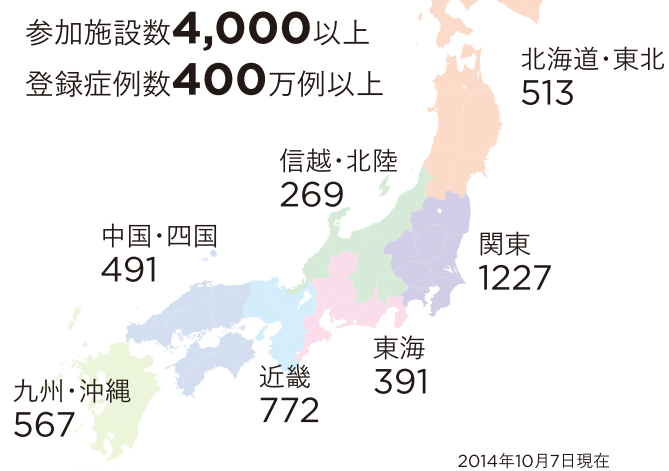 参加施設数4,000以上
登録症例数400万例以上
北海道・東北
513
信越・北陸
269
中国・四国
491
関東
1227
東海
391
近畿
772
九州・沖縄
567
2014年10月7日現在